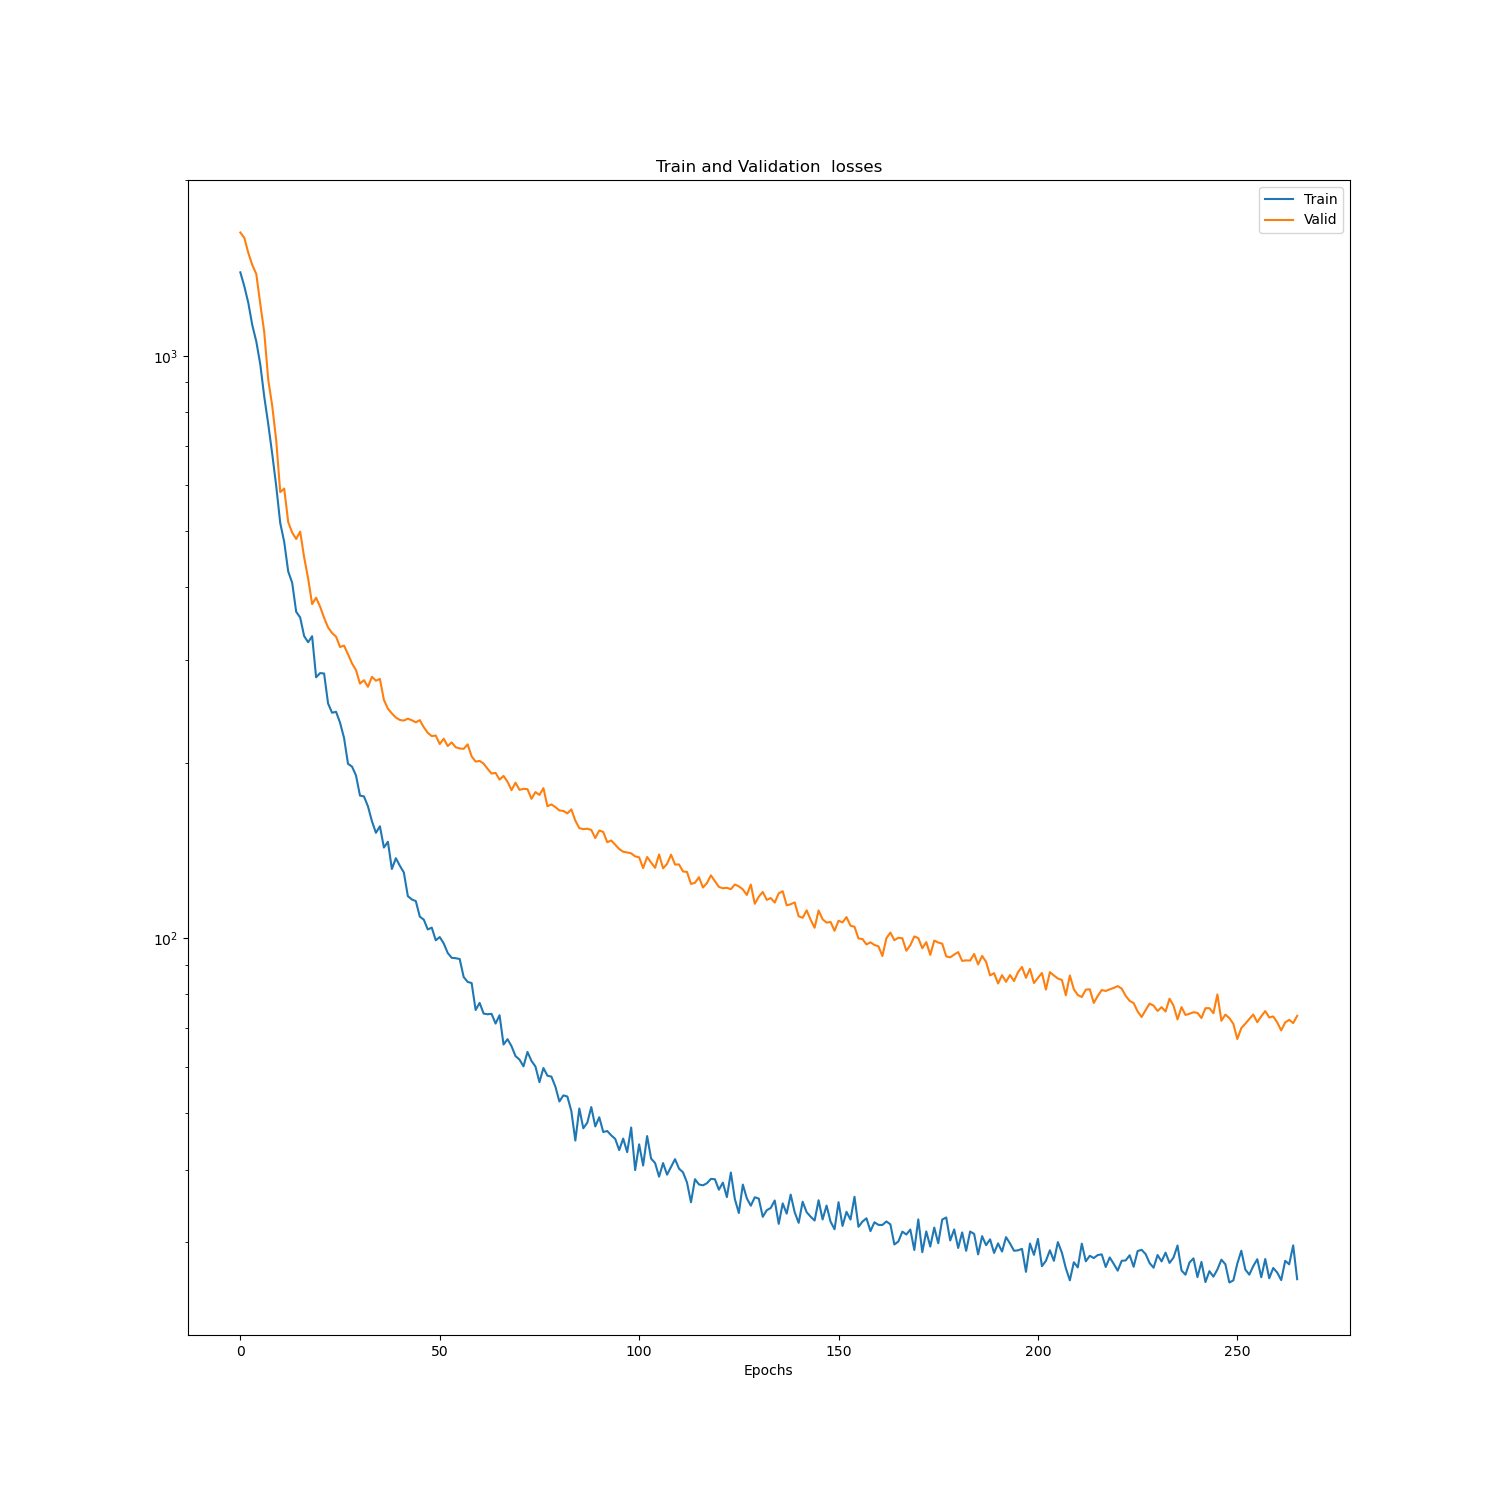 Train and Validation  losses
Train
Valid
10³
10²
0 50 100 150 200 250
Epochs